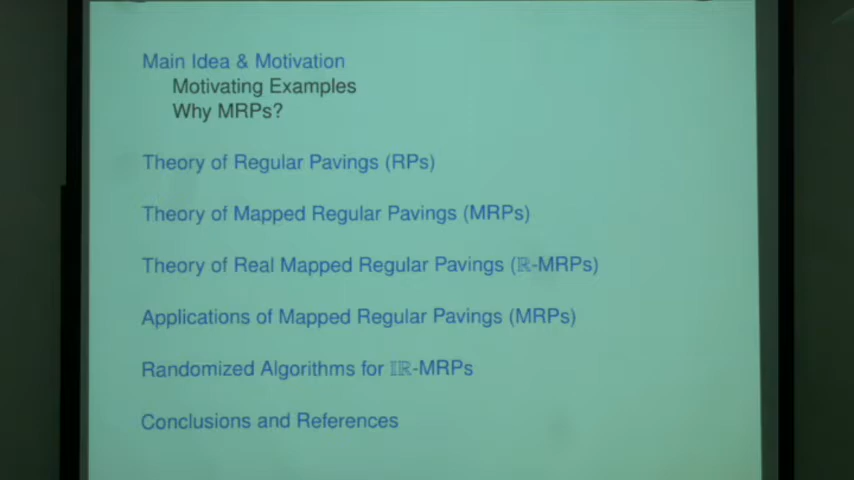 Main Idea & Motivation
Motivating Examples
Why MRPs?
Theory of Regular Pavings (RPs)
Theory of Mapped Regular Pavings (MRPs)
Theory of Real Mapped Regular Pavings (ℝ-MRPs)
Applications of Mapped Regular Pavings (MRPs)
Randomized Algorithms for 𝕀ℝ-MRPs
Conclusions and References